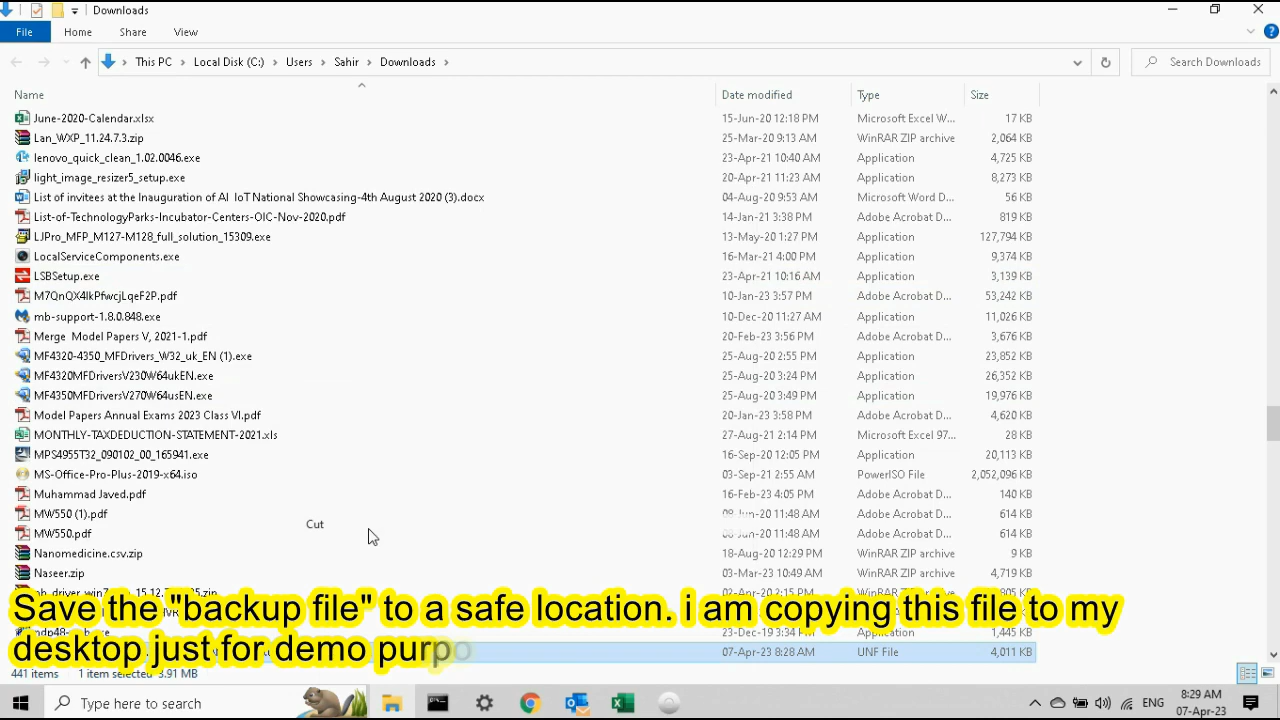 Downloads
File Home Share View
This PC Local Disk (C:) Users Sahir Downloads Search Downloads
Name Date modified Type Size
June-2020-Calendar.xlsx 15-Jun-20 12:18 PM Microsoft Excel W... 17 KB
Lan_WXP_11.24.7.3.zip 25-Mar-20 9:13 AM WinRAR ZIP archive 2,064 KB
lenovo_quick_clean_1.02.0046.exe 23-Apr-21 10:40 AM Application 4,725 KB
light_image_resizer5_setup.exe 20-Apr-21 11:23 AM Application 8,273 KB
List of invitees at the Inauguration of AI IoT National Showcasing-4th August 2020 (3).docx 04-Aug-20 9:53 AM Microsoft Word D... 56 KB
List-of-TechnologyParks-Incubator-Centers-OIC-Nov-2020.pdf 14-Jan-21 3:38 PM Adobe Acrobat D... 819 KB
LJPro_MFP_M127-M128_full_solution_15309.exe 13-May-20 1:27 PM Application 127,794 KB
LocalServiceComponents.exe 16-Mar-21 4:00 PM Application 9,374 KB
LSBSetup.exe 23-Apr-21 10:16 AM Application 3,139 KB
M7QnQX4lkPfwcjLqeF2P.pdf 10-Jan-23 3:57 PM Adobe Acrobat D... 53,242 KB
mb-support-1.8.0.848.exe 10-Dec-20 11:27 AM Application 11,026 KB
Merge Model Papers V, 2021-1.pdf 20-Feb-23 3:56 PM Adobe Acrobat D... 3,676 KB
MF4320-4350_MFDrivers_W32_uk_EN (1).exe 25-Aug-20 2:55 PM Application 23,852 KB
MF4320MFDriversV230W64ukEN.exe 25-Aug-20 3:24 PM Application 26,352 KB
MF4350MFDriversV270W64usEN.exe 25-Aug-20 3:49 PM Application 19,976 KB
Model Papers Annual Exams 2023 Class VI.pdf 20-Jan-23 3:58 PM Adobe Acrobat D... 4,620 KB
MONTHLY-TAXDEDUCTION-STATEMENT-2021.xls 27-Aug-21 2:14 PM Microsoft Excel 97... 28 KB
MPS4955T32_090102_00_165941.exe 16-Sep-20 12:05 PM Application 20,113 KB
MS-Office-Pro-Plus-2019-x64.iso 03-Sep-21 2:55 AM PowerISO File 2,052,096 KB
Muhammad Javed.pdf 16-Feb-23 4:05 PM Adobe Acrobat D... 140 KB
MW550 (1).pdf 11:48 AM Adobe Acrobat D... 614 KB
Cut
MW550.pdf 11:48 AM Adobe Acrobat D... 614 KB
Nanomedicine.csv.zip 18-Aug-20 12:29 PM WinRAR ZIP archive 9 KB
Naseer.zip 03-Mar-23 10:49 AM WinRAR ZIP archive 4,719 KB
Save the "backup file" to a safe location. i am copying this file to my
23-Dec-19 3:34 PM Application 1,445 KB
desktop just for demo purpo
07-Apr-23 8:28 AM UNF File 4,011 KB
441 items 1 item selected 3.91 MB
Type here to search ENG 8:29 AM
07-Apr-23